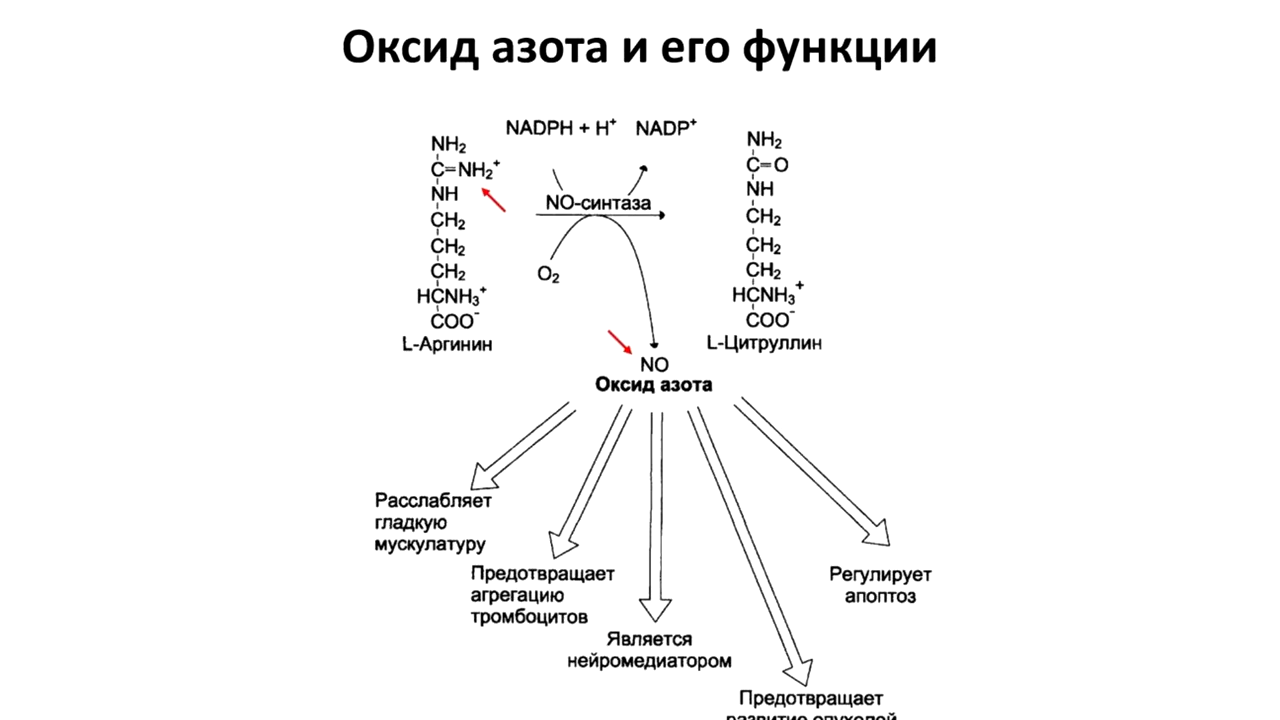 Оксид азота и его функции
NADPH + H⁺ NADP⁺
NH₂
C=NH₂⁺
NH
CH₂
CH₂
CH₂
HCNH₃⁺
COO⁻
L-Аргинин
NO-синтаза
O₂
NH₂
C=O
NH
CH₂
CH₂
CH₂
HCNH₃⁺
COO⁻
L-Цитруллин
NO
Оксид азота
Расслабляет
гладкую
мускулатуру
Предотвращает
агрегацию
тромбоцитов
Является
нейромедиатором
Предотвращает
развитие опухолей
Регулирует
апоптоз